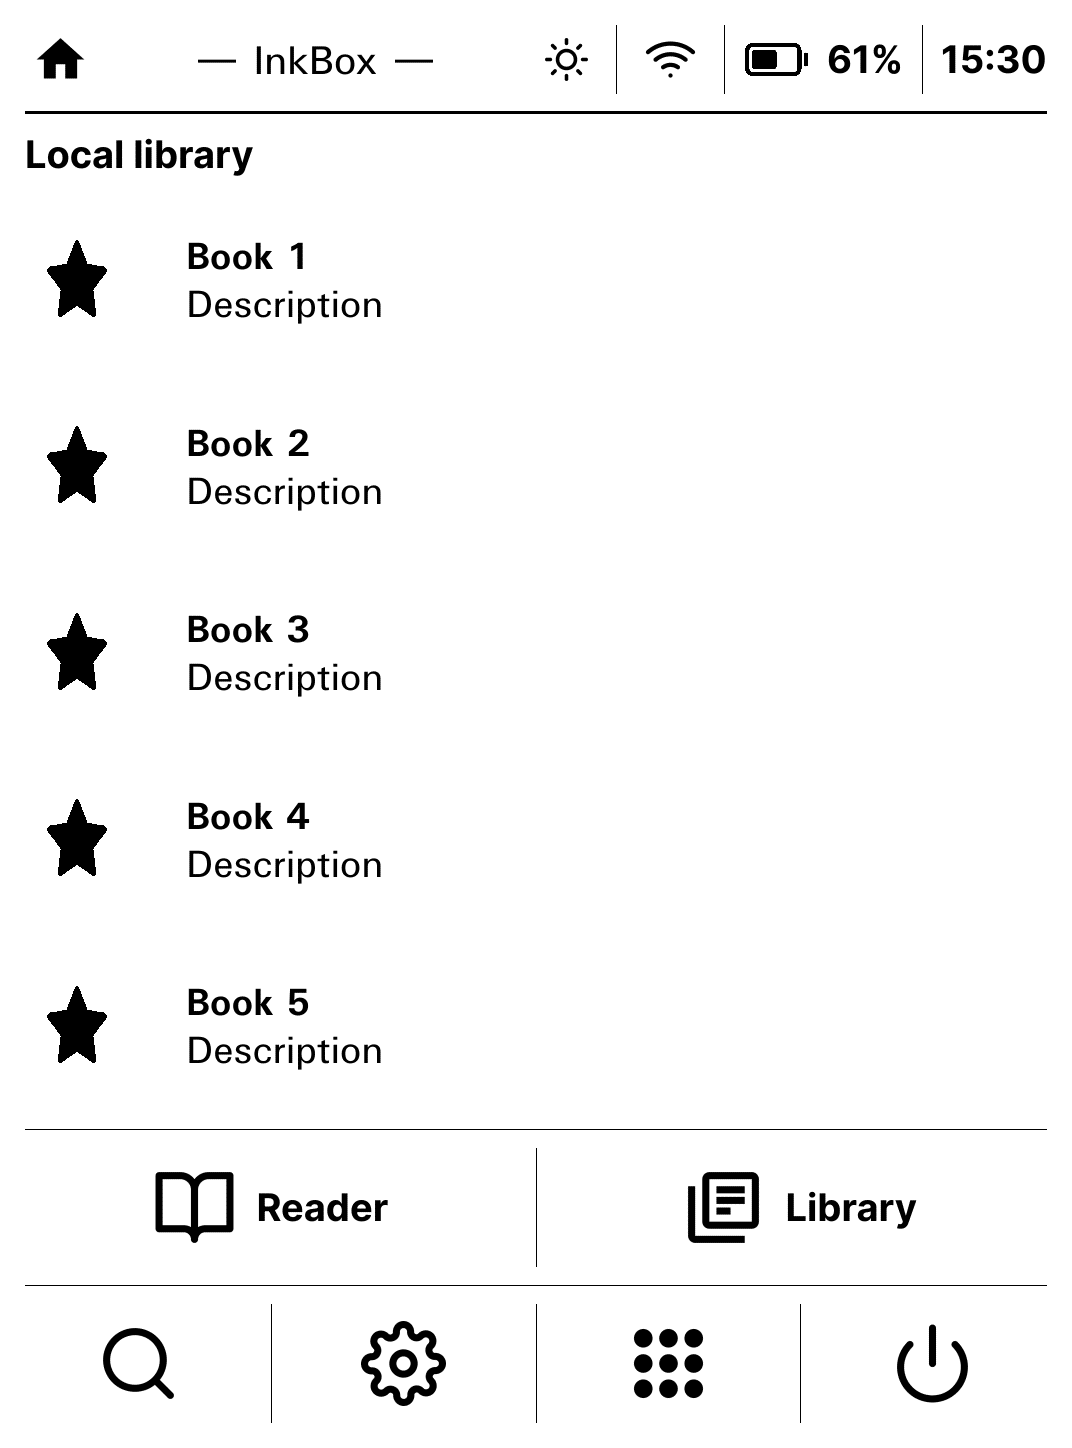 — InkBox —
61%
15:30
Local library
Book 1
Description
Book 2
Description
Book 3
Description
Book 4
Description
Book 5
Description
Reader
Library